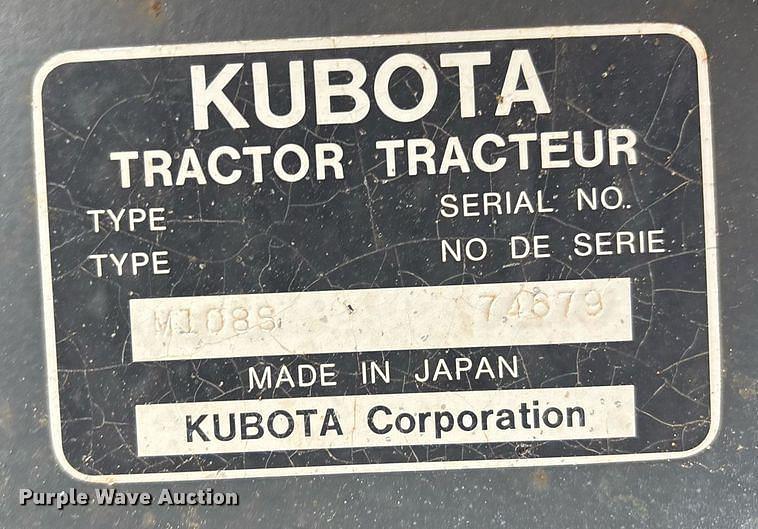 KUBOTA
TRACTOR TRACTEUR
TYPE SERIAL NO.
TYPE NO DE SERIE
M108S 74679
MADE IN JAPAN
KUBOTA Corporation
Purple Wave Auction